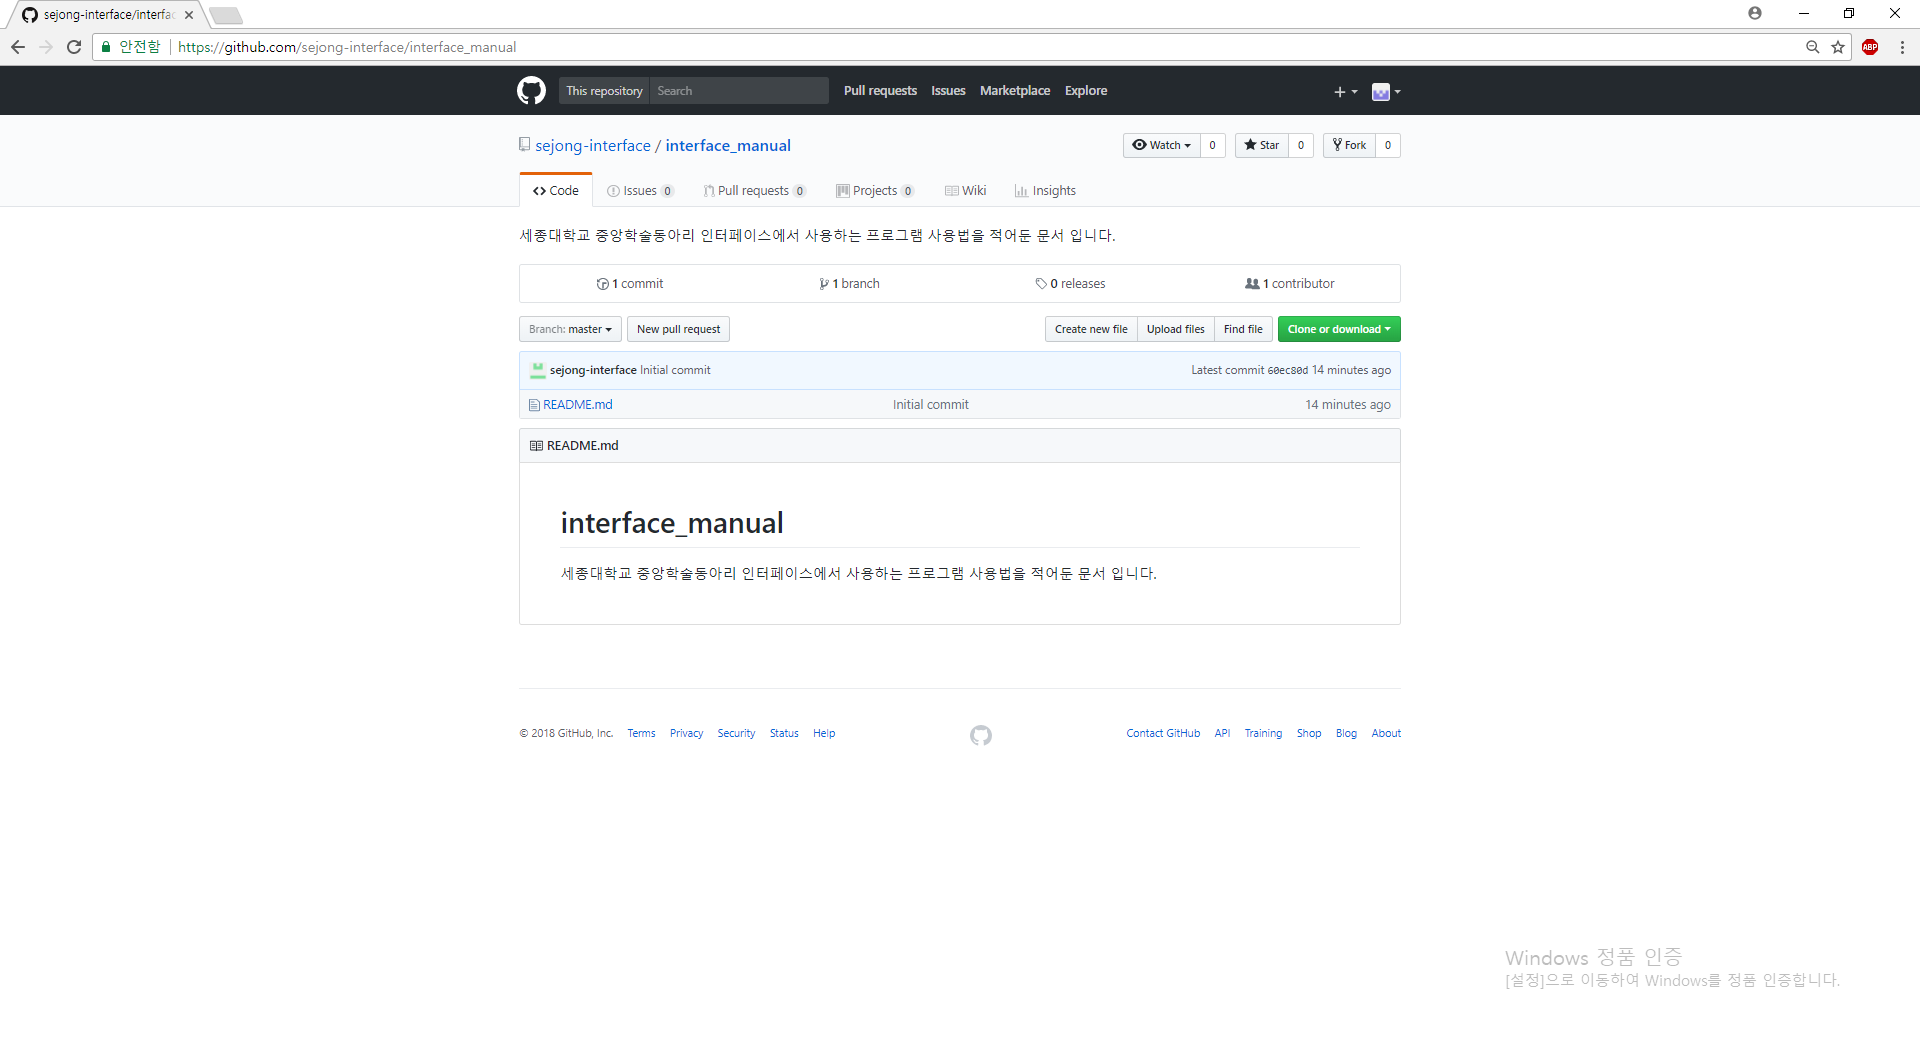 sejong-interface/interfac
안전함 https://github.com/sejong-interface/interface_manual ABP
This repository Search Pull requests Issues Marketplace Explore
sejong-interface / interface_manual Watch 0 Star 0 Fork 0
Code Issues 0 Pull requests 0 Projects 0 Wiki Insights
세종대학교 중앙학술동아리 인터페이스에서 사용하는 프로그램 사용법을 적어둔 문서 입니다.
1 commit 1 branch 0 releases 1 contributor
Branch: master New pull request Create new file Upload files Find file Clone or download
sejong-interface Initial commit Latest commit 60ec80d 14 minutes ago
README.md Initial commit 14 minutes ago
README.md
interface_manual
세종대학교 중앙학술동아리 인터페이스에서 사용하는 프로그램 사용법을 적어둔 문서 입니다.
© 2018 GitHub, Inc. Terms Privacy Security Status Help Contact GitHub API Training Shop Blog About
Windows 정품 인증
[설정]으로 이동하여 Windows를 정품 인증합니다.